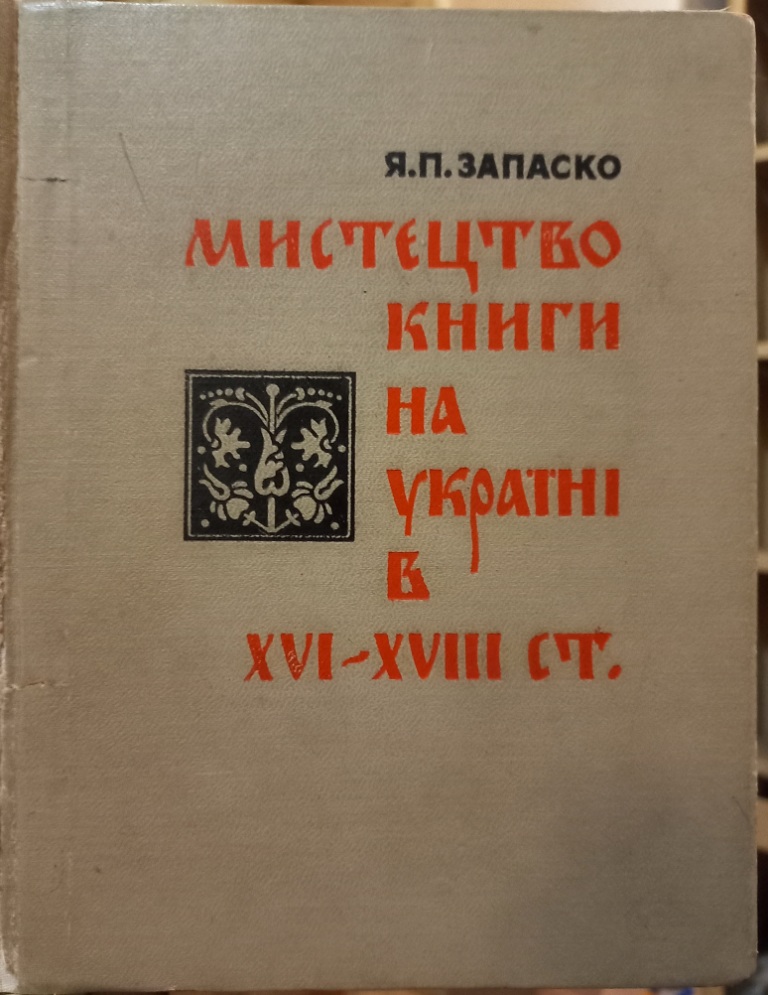 Я.П.ЗАПАСКО
МИСТЕЦТВО
КНИГИ
НА
УКРАЇНІ
В
XVI-XVIII СТ.